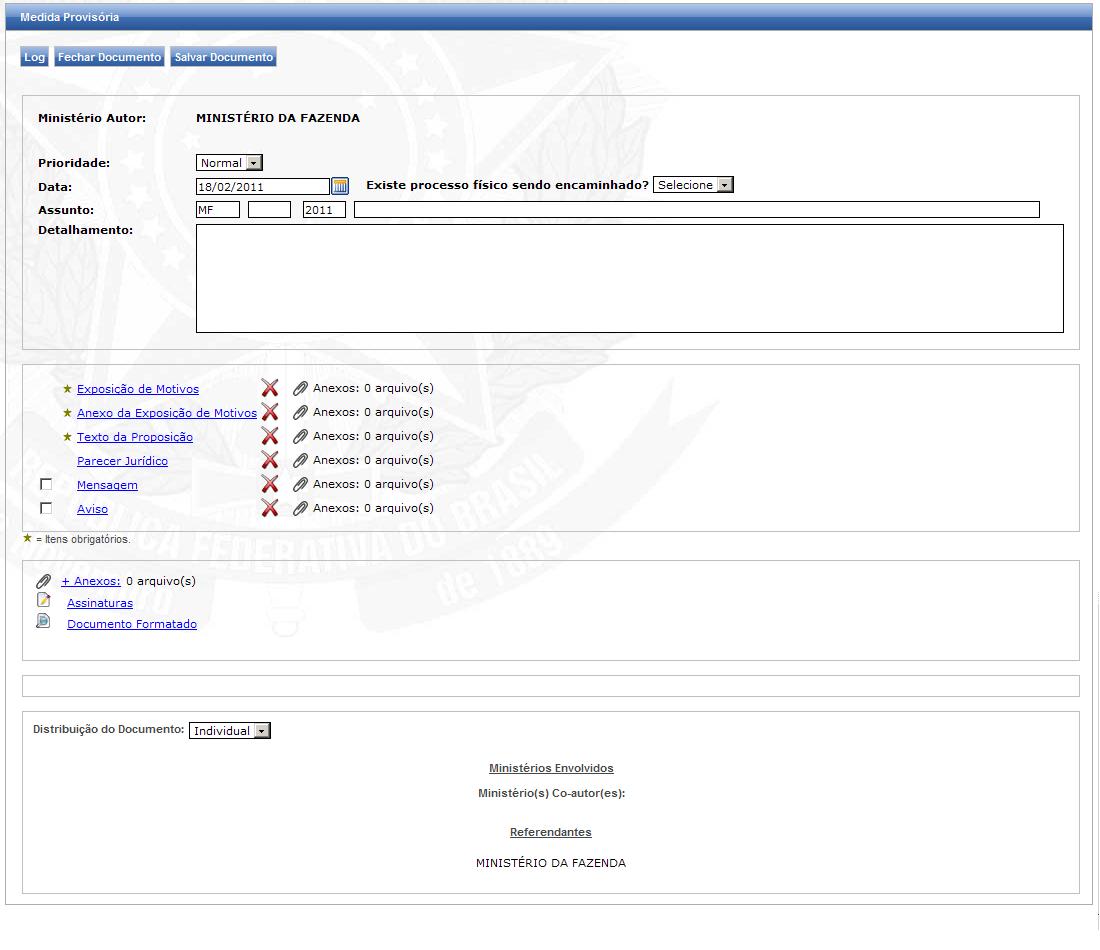 Medida Provisória
Log Fechar Documento Salvar Documento
Ministério Autor: MINISTÉRIO DA FAZENDA
Prioridade: Normal
Data: 18/02/2011 Existe processo físico sendo encaminhado? Selecione
Assunto: MF 2011
Detalhamento:
Exposição de Motivos Anexos: 0 arquivo(s)
Anexo da Exposição de Motivos Anexos: 0 arquivo(s)
Texto da Proposição Anexos: 0 arquivo(s)
Parecer Jurídico Anexos: 0 arquivo(s)
Mensagem Anexos: 0 arquivo(s)
Aviso Anexos: 0 arquivo(s)
= Itens obrigatórios.
+ Anexos: 0 arquivo(s)
Assinaturas
Documento Formatado
Distribuição do Documento: Individual
Ministérios Envolvidos
Ministério(s) Co-autor(es):
Referendantes
MINISTÉRIO DA FAZENDA